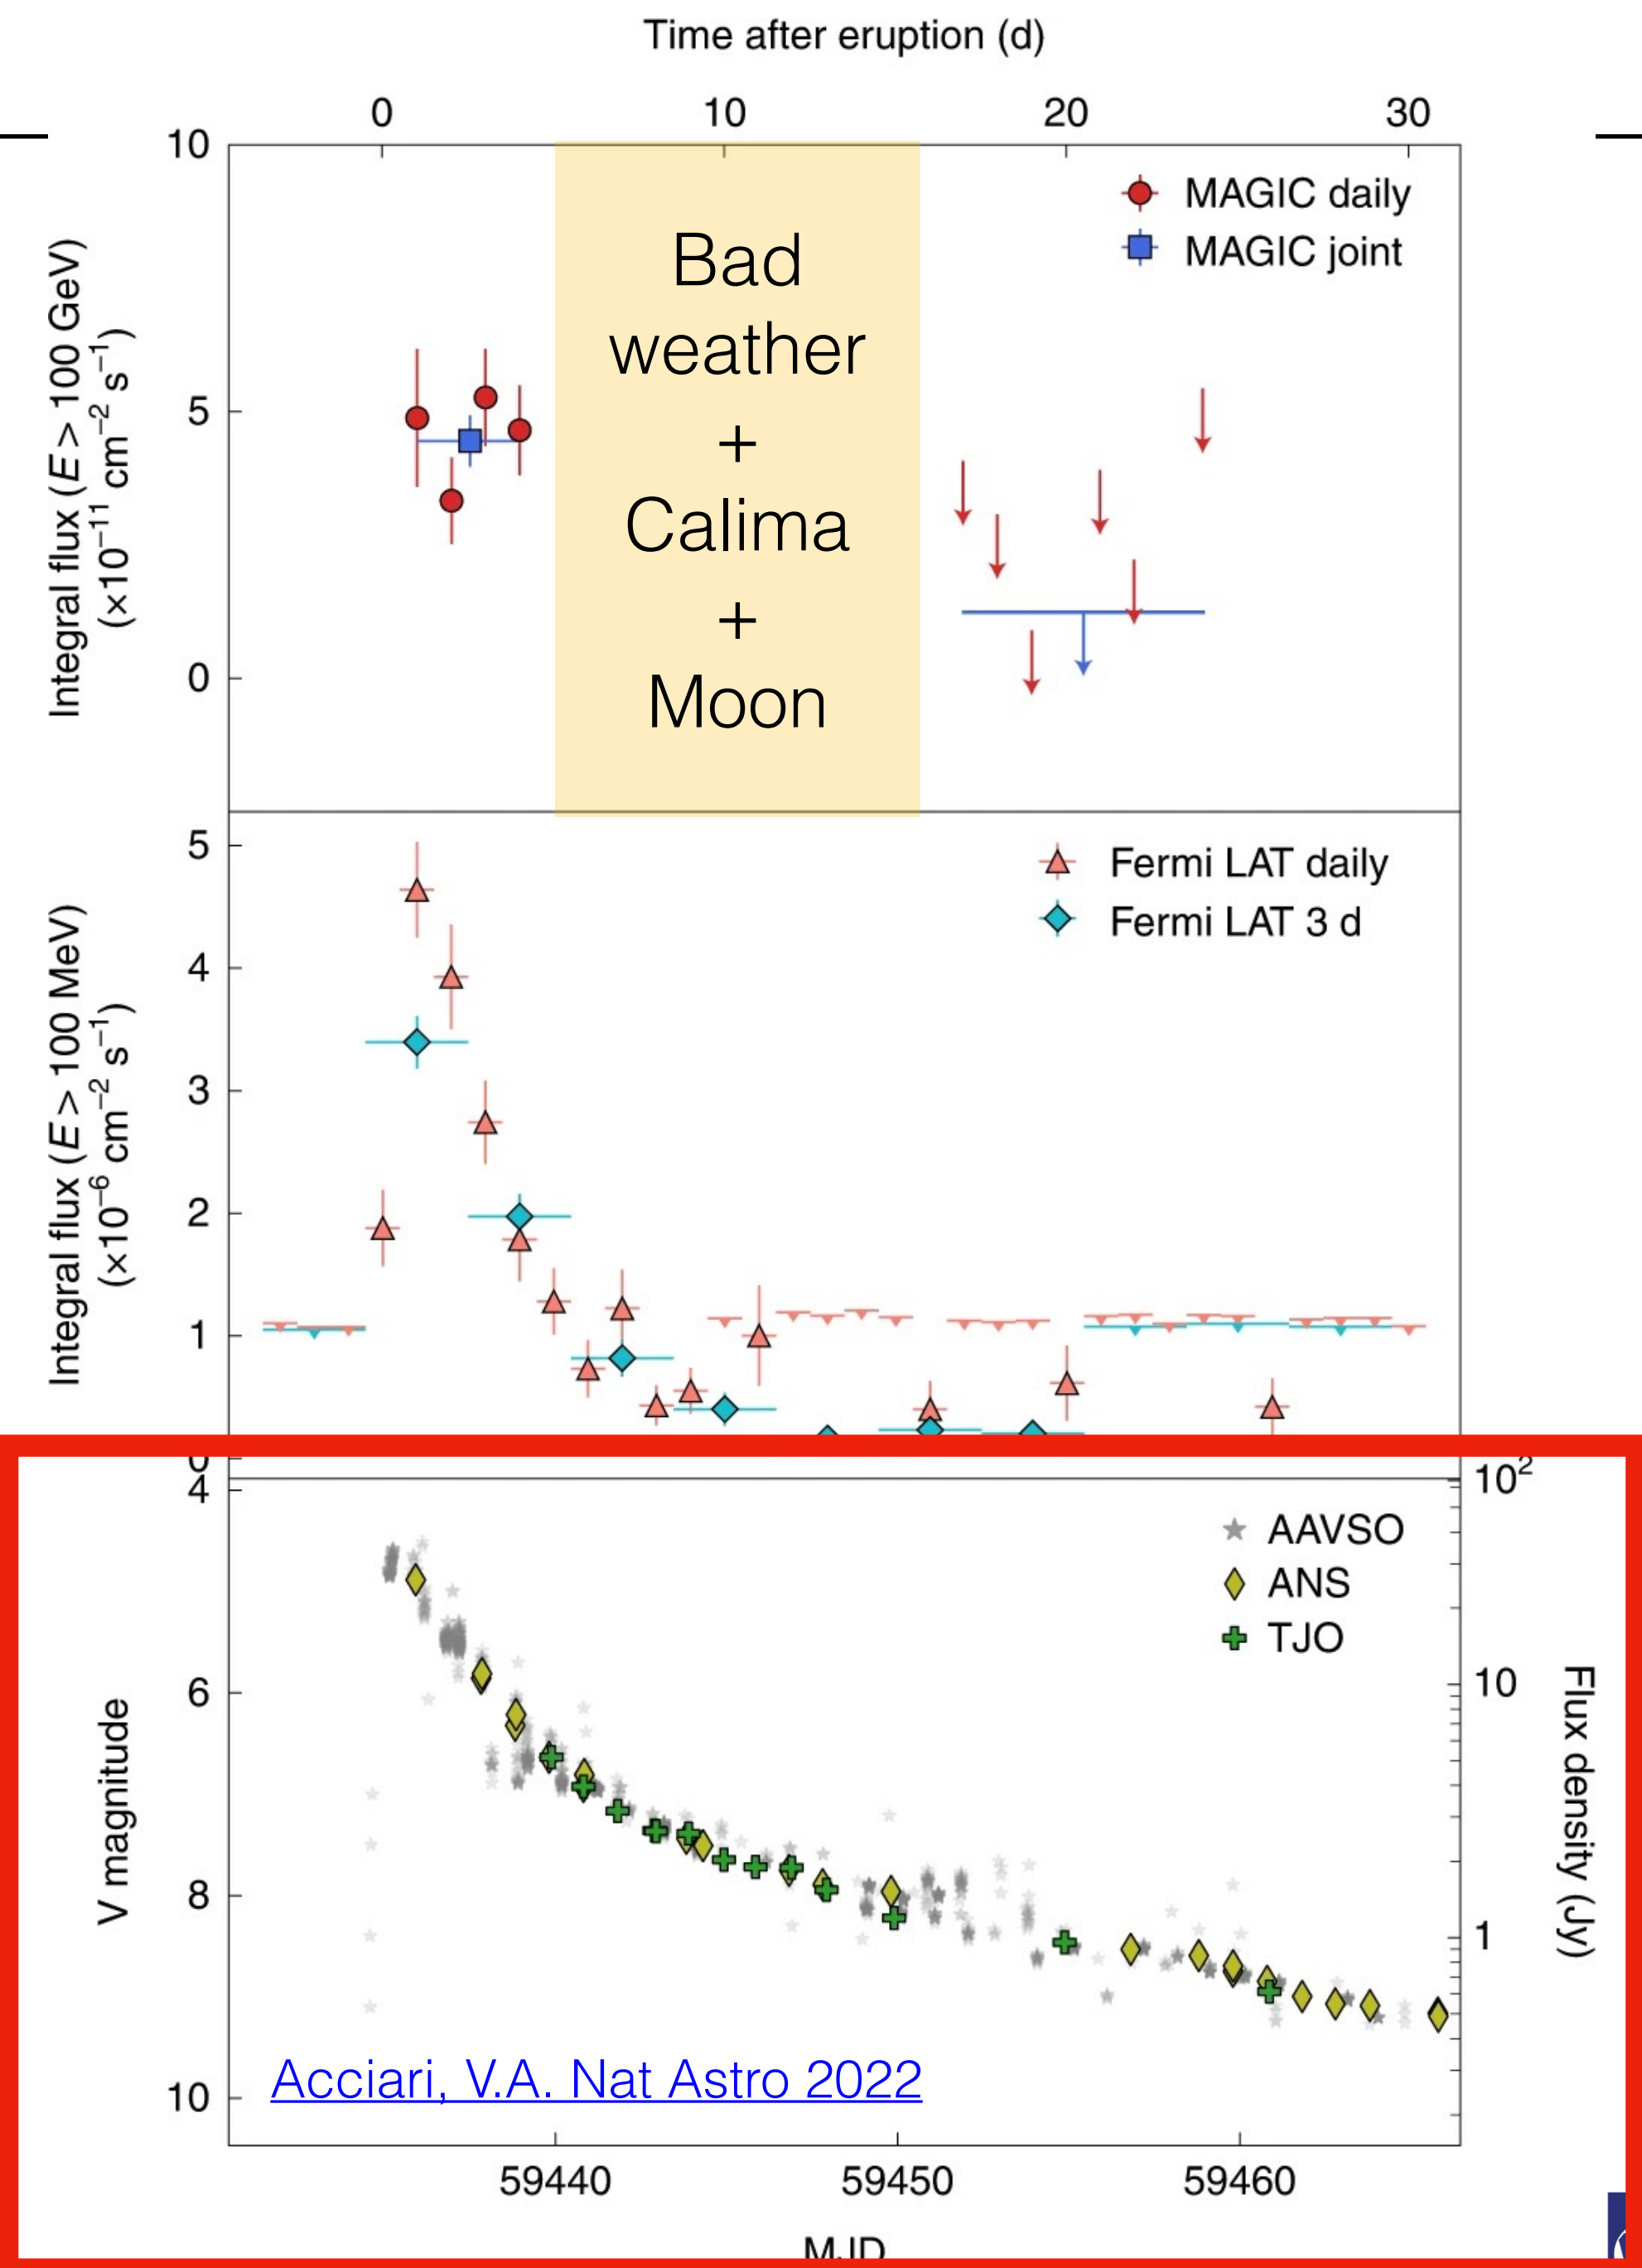 Time after eruption (d)
0 10 20 30
10
5
0
Integral flux (E > 100 GeV)
(×10⁻¹¹ cm⁻² s⁻¹)
MAGIC daily
MAGIC joint
Bad
weather
+
Calima
+
Moon
5
4
3
2
1
0
Integral flux (E > 100 MeV)
(×10⁻⁶ cm⁻² s⁻¹)
Fermi LAT daily
Fermi LAT 3 d
4
6
8
10
V magnitude
AAVSO
ANS
TJO
10²
10
1
Flux density (Jy)
Acciari, V.A. Nat Astro 2022
59440 59450 59460
MJD